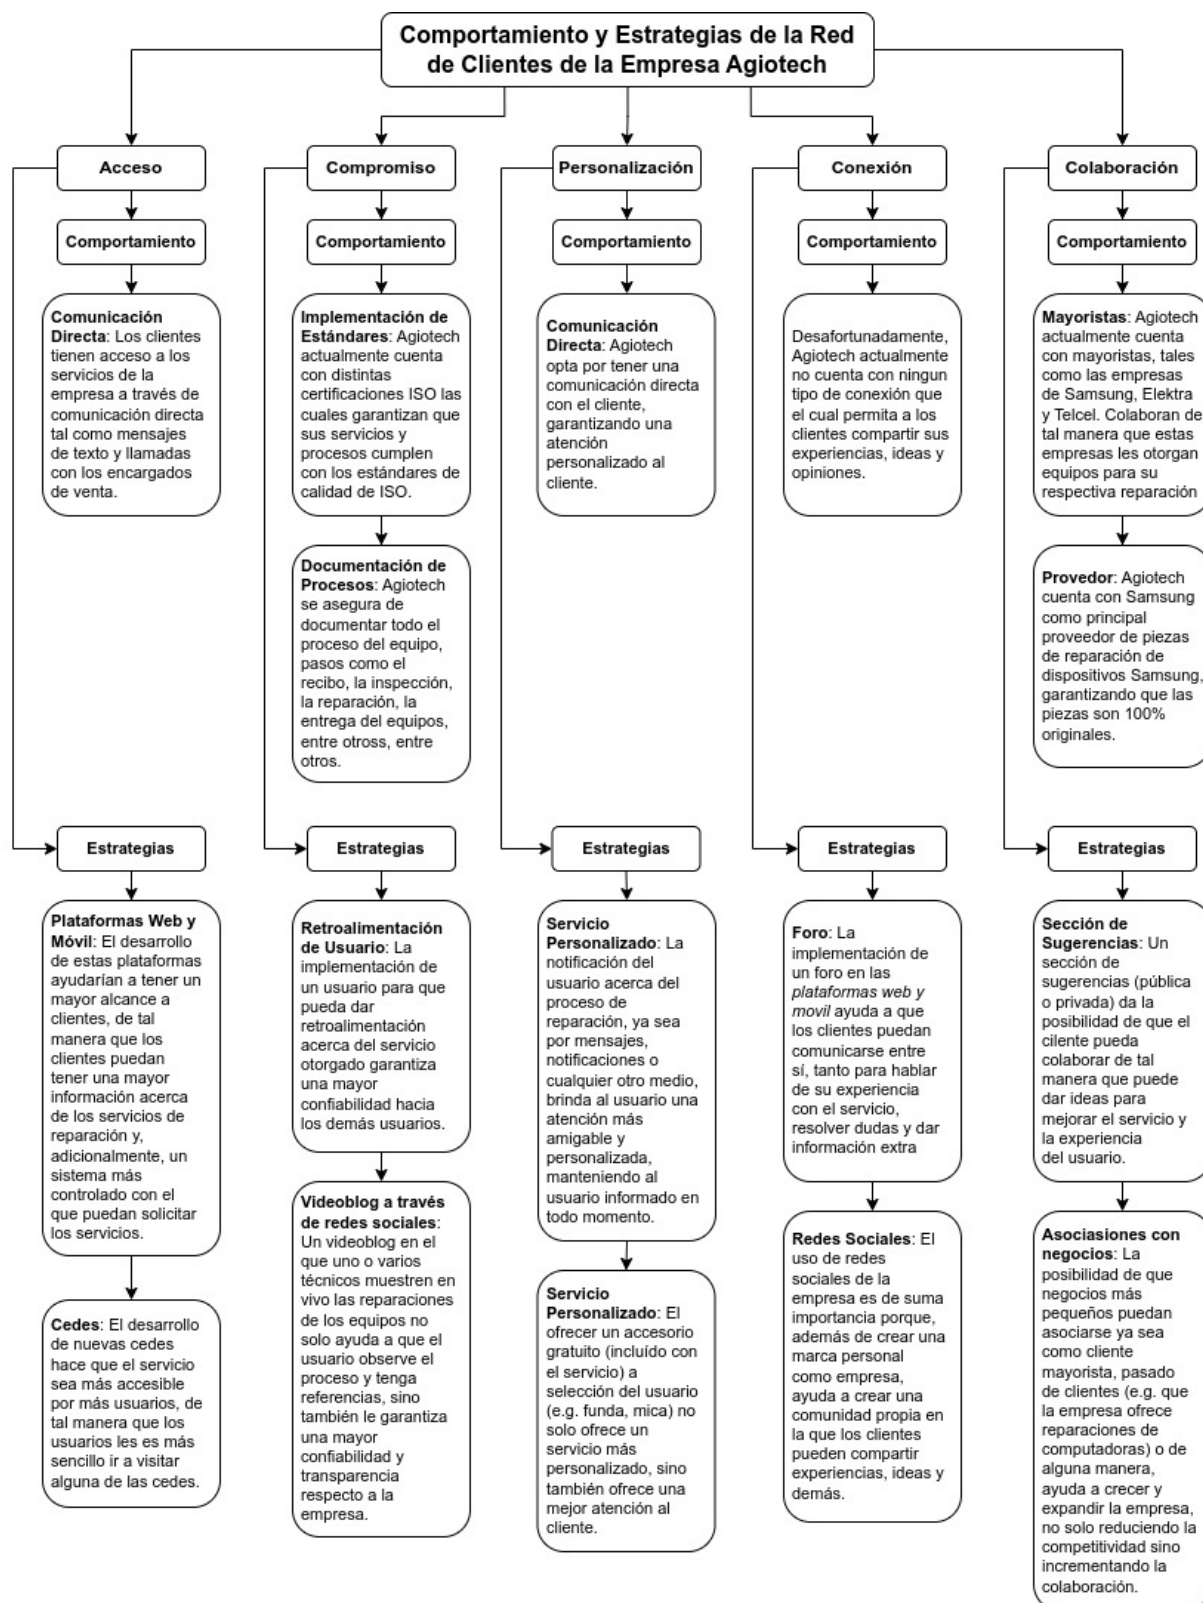 Comportamiento y Estrategias de la Red
de Clientes de la Empresa Agiotech
Acceso
Compromiso
Personalización
Conexión
Colaboración
Comportamiento
Comportamiento
Comportamiento
Comportamiento
Comportamiento
Comunicación
Directa: Los clientes
tienen acceso a los
servicios de la
empresa a través de
comunicación directa
tal como mensajes
de texto y llamadas
con los encargados
de venta.
Implementación de
Estándares: Agiotech
actualmente cuenta
con distintas
certificaciones ISO las
cuales garantizan que
sus servicios y
procesos cumplen
con los estándares de
calidad de ISO.
Documentación de
Procesos: Agiotech
se asegura de
documentar todo el
proceso del equipo,
pasos como el
recibo, la inspección,
la reparación, la
entrega del equipos,
entre otross, entre
otros.
Comunicación
Directa: Agiotech
opta por tener una
comunicación directa
con el cliente,
garantizando una
atención
personalizado al
cliente.
Desafortunadamente,
Agiotech actualmente
no cuenta con ningun
tipo de conexión que
el cual permita a los
clientes compartir sus
experiencias, ideas y
opiniones.
Mayoristas: Agiotech
actualmente cuenta
con mayoristas, tales
como las empresas
de Samsung, Elektra
y Telcel. Colaboran de
tal manera que estas
empresas les otorgan
equipos para su
respectiva reparación
Provedor: Agiotech
cuenta con Samsung
como principal
proveedor de piezas
de reparación de
dispositivos Samsung,
garantizando que las
piezas son 100%
originales.
Estrategias
Estrategias
Estrategias
Estrategias
Estrategias
Plataformas Web y
Móvil: El desarrollo
de estas plataformas
ayudarían a tener un
mayor alcance a
clientes, de tal
manera que los
clientes puedan
tener una mayor
información acerca
de los servicios de
reparación y,
adicionalmente, un
sistema más
controlado con el
que puedan solicitar
los servicios.
Cedes: El desarrollo
de nuevas cedes
hace que el servicio
sea más accesible
por más usuarios, de
tal manera que los
usuarios les es más
sencillo ir a visitar
alguna de las cedes.
Retroalimentación
de Usuario: La
implementación de
un usuario para que
pueda dar
retroalimentación
acerca del servicio
otorgado garantiza
una mayor
confiabilidad hacia
los demás usuarios.
Videoblog a través
de redes sociales:
Un videoblog en el
que uno o varios
técnicos muestren en
vivo las reparaciones
de los equipos no
solo ayuda a que el
usuario observe el
proceso y tenga
referencias, sino
también le garantiza
una mayor
confiabilidad y
transparencia
respecto a la
empresa.
Servicio
Personalizado: La
notificación del
usuario acerca del
proceso de
reparación, ya sea
por mensajes,
notificaciones o
cualquier otro medio,
brinda al usuario una
atención más
amigable y
personalizada,
manteniendo al
usuario informado en
todo momento.
Servicio
Personalizado: El
ofrecer un accesorio
gratuito (incluído con
el servicio) a
selección del usuario
(e.g. funda, mica) no
solo ofrece un
servicio más
personalizado, sino
también ofrece una
mejor atención al
cliente.
Foro: La
implementación de
un foro en las
plataformas web y
movil ayuda a que
los clientes puedan
comunicarse entre
sí, tanto para hablar
de su experiencia
con el servicio,
resolver dudas y dar
información extra
Redes Sociales: El
uso de redes
sociales de la
empresa es de suma
importancia porque,
además de crear una
marca personal
como empresa,
ayuda a crear una
comunidad propia en
la que los clientes
pueden compartir
experiencias, ideas y
demás.
Sección de
Sugerencias: Un
sección de
sugerencias (pública
o privada) da la
posibilidad de que el
cilente pueda
colaborar de tal
manera que puede
dar ideas para
mejorar el servicio y
la experiencia
del usuario.
Asociasiones con
negocios: La
posibilidad de que
negocios más
pequeños puedan
asociarse ya sea
como cliente
mayorista, pasado
de clientes (e.g. que
la empresa ofrece
reparaciones de
computadoras) o de
alguna manera,
ayuda a crecer y
expandir la empresa,
no solo reduciendo la
competitividad sino
incrementando la
colaboración.